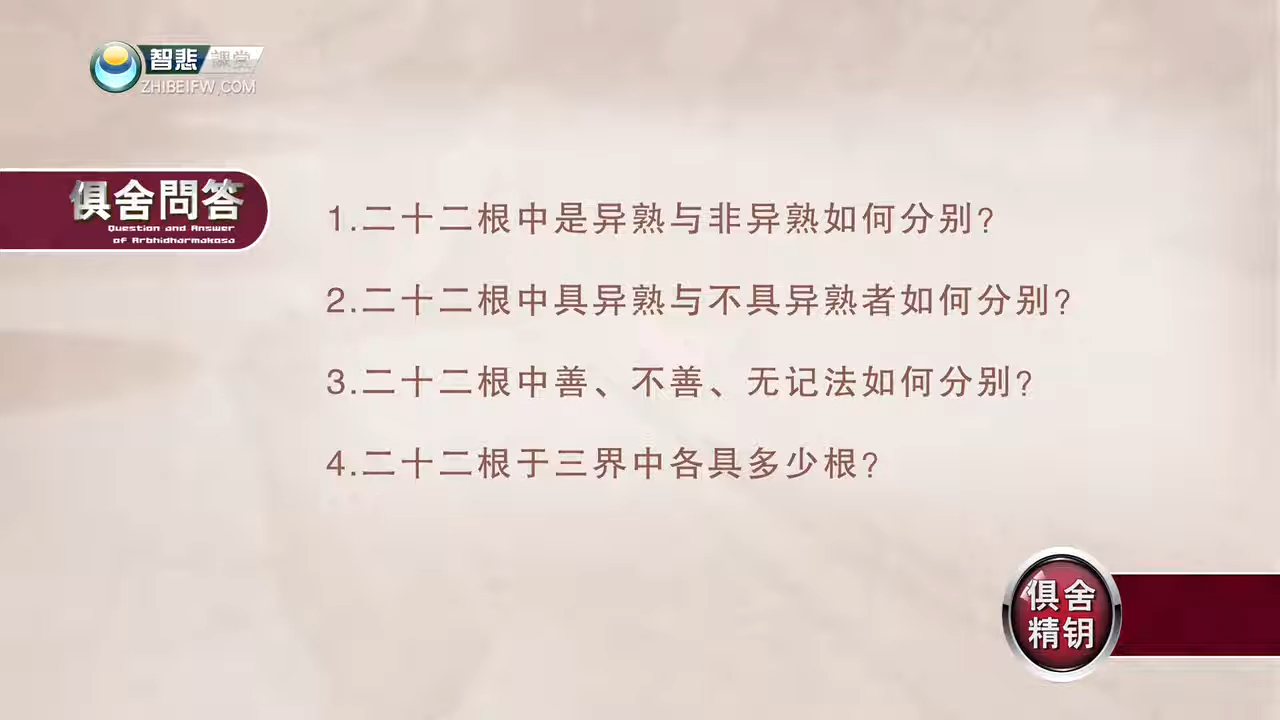 智悲課堂
ZHIBEIFW.COM
俱舍問答
Question and Answer
of Arbhidharmakosa
1.二十二根中是异熟与非异熟如何分别?
2.二十二根中具异熟与不具异熟者如何分别?
3.二十二根中善、不善、无记法如何分别?
4.二十二根于三界中各具多少根?
俱舍
精钥